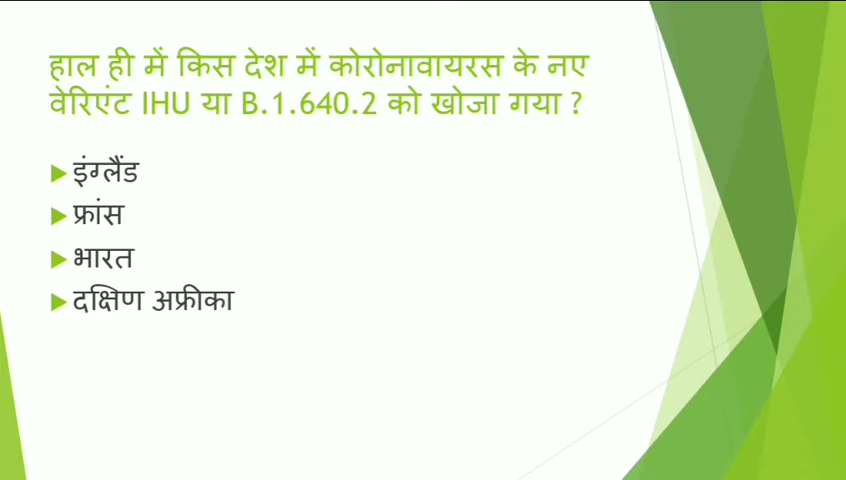 हाल ही में किस देश में कोरोनावायरस के नए
वेरिएंट IHU या B.1.640.2 को खोजा गया ?
इंग्लैंड
फ्रांस
भारत
दक्षिण अफ्रीका